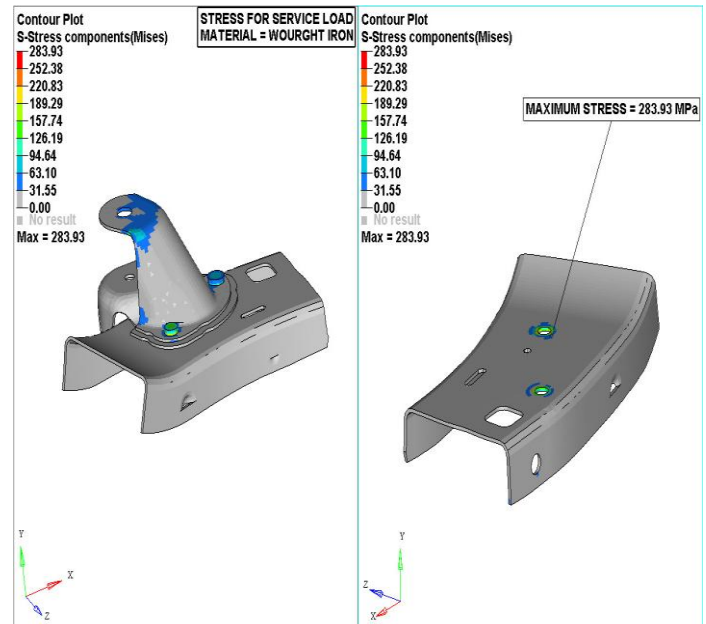 Contour Plot
S-Stress components(Mises)
283.93
252.38
220.83
189.29
157.74
126.19
94.64
63.10
31.55
0.00
No result
Max = 283.93
STRESS FOR SERVICE LOAD
MATERIAL = WOURGHT IRON
Y
X
Z
Contour Plot
S-Stress components(Mises)
283.93
252.38
220.83
189.29
157.74
126.19
94.64
63.10
31.55
0.00
No result
Max = 283.93
MAXIMUM STRESS = 283.93 MPa
Y
Z
X